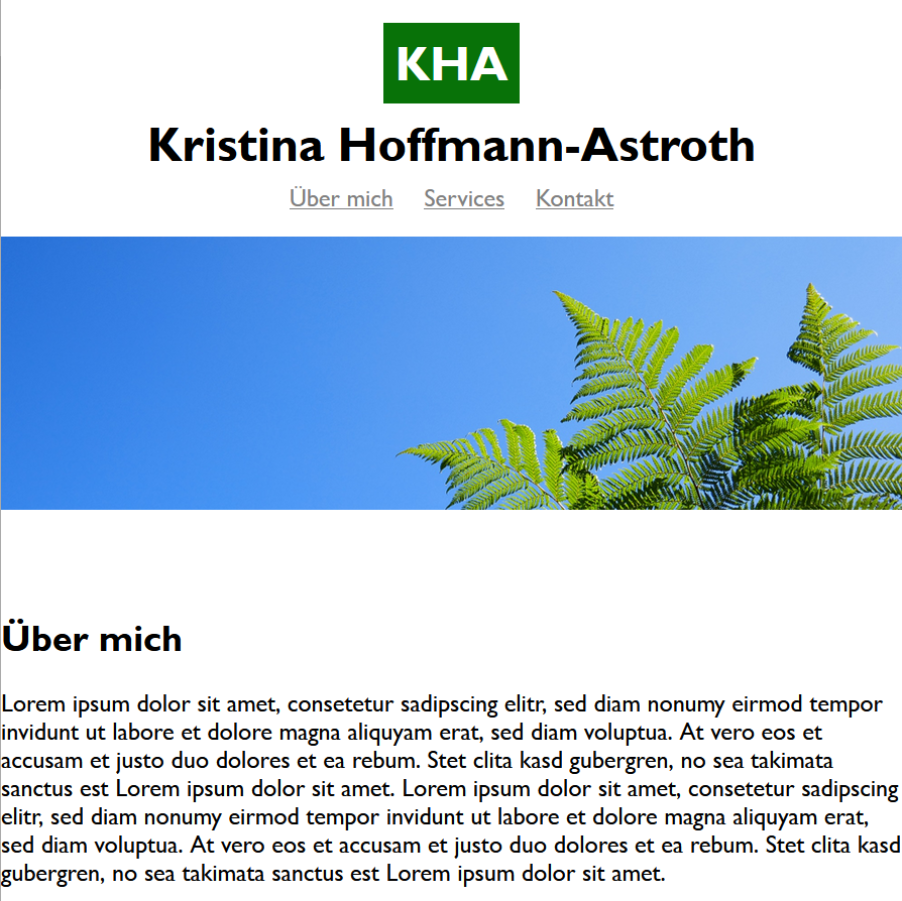 KHA
Kristina Hoffmann-Astroth
Über mich Services Kontakt
Über mich
Lorem ipsum dolor sit amet, consetetur sadipscing elitr, sed diam nonumy eirmod tempor
invidunt ut labore et dolore magna aliquyam erat, sed diam voluptua. At vero eos et
accusam et justo duo dolores et ea rebum. Stet clita kasd gubergren, no sea takimata
sanctus est Lorem ipsum dolor sit amet. Lorem ipsum dolor sit amet, consetetur sadipscing
elitr, sed diam nonumy eirmod tempor invidunt ut labore et dolore magna aliquyam erat,
sed diam voluptua. At vero eos et accusam et justo duo dolores et ea rebum. Stet clita kasd
gubergren, no sea takimata sanctus est Lorem ipsum dolor sit amet.